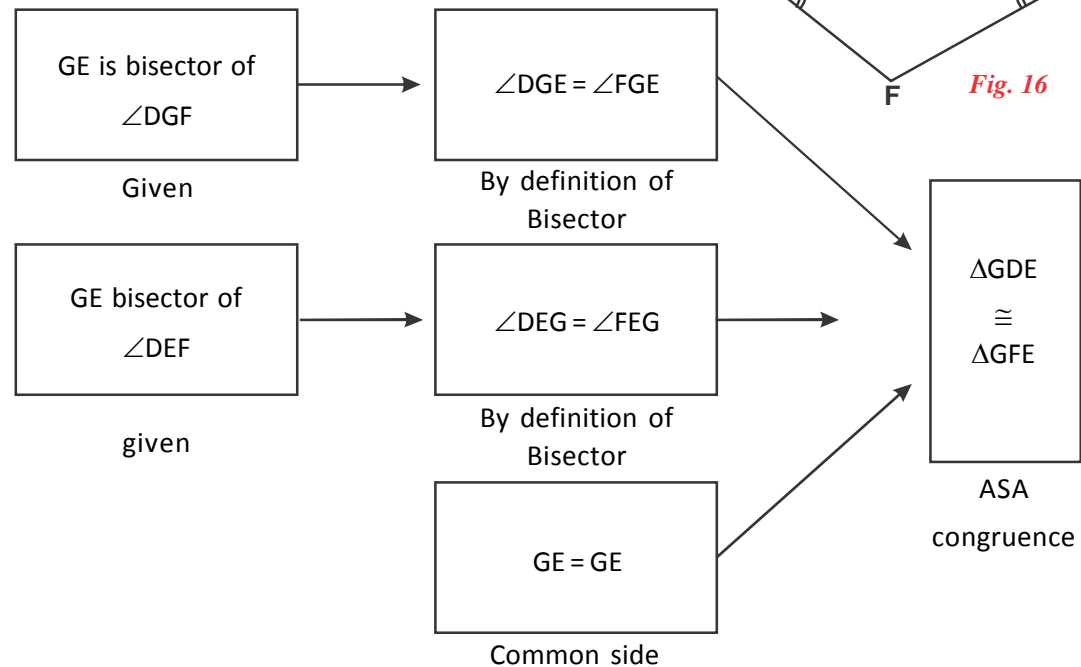 F
Fig. 16
GE is bisector of
∠DGF
Given
∠DGE = ∠FGE
By definition of
Bisector
GE bisector of
∠DEF
given
∠DEG = ∠FEG
By definition of
Bisector
GE = GE
Common side
ΔGDE
≅
ΔGFE
ASA
congruence